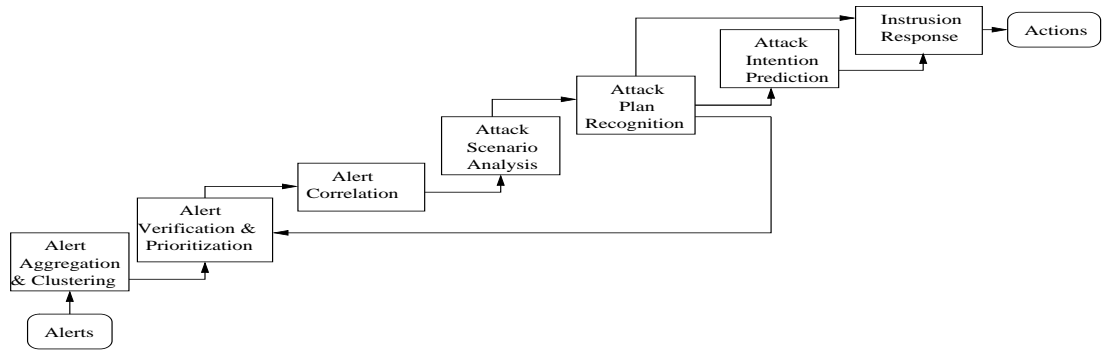 Instrusion
Response
Actions
Attack
Intention
Prediction
Attack
Plan
Recognition
Attack
Scenario
Analysis
Alert
Correlation
Alert
Verification &
Prioritization
Alert
Aggregation
& Clustering
Alerts